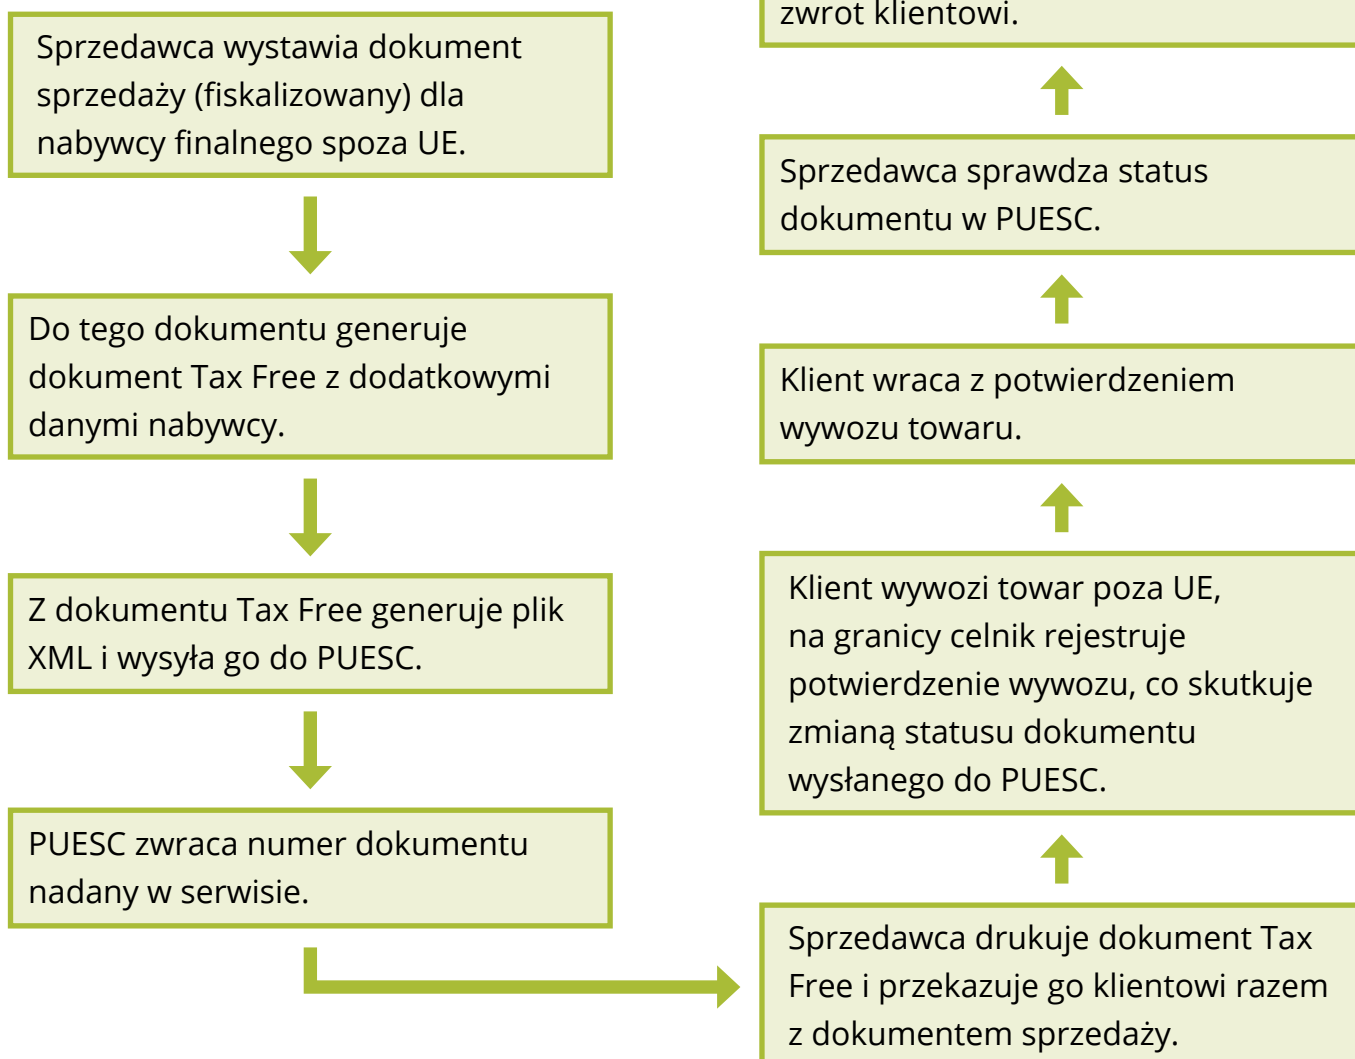 Sprzedawca wystawia dokument
sprzedaży (fiskalizowany) dla
nabywcy finalnego spoza UE.
Do tego dokumentu generuje
dokument Tax Free z dodatkowymi
danymi nabywcy.
Z dokumentu Tax Free generuje plik
XML i wysyła go do PUESC.
PUESC zwraca numer dokumentu
nadany w serwisie.
Sprzedawca drukuje dokument Tax
Free i przekazuje go klientowi razem
z dokumentem sprzedaży.
Klient wywozi towar poza UE,
na granicy celnik rejestruje
potwierdzenie wywozu, co skutkuje
zmianą statusu dokumentu
wysłanego do PUESC.
Klient wraca z potwierdzeniem
wywozu towaru.
Sprzedawca sprawdza status
dokumentu w PUESC.
zwrot klientowi.